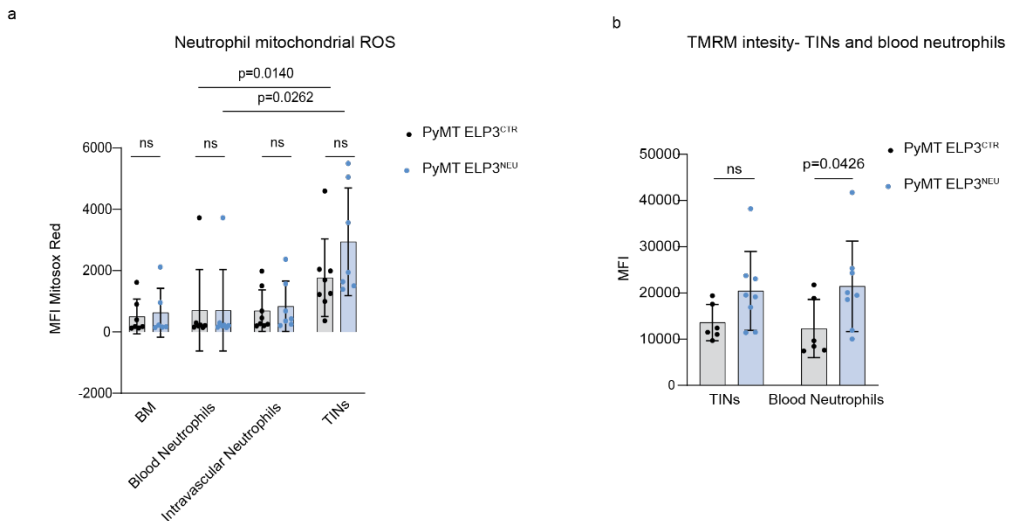 a
Neutrophil mitochondrial ROS
p=0.0140
p=0.0262
ns ns ns ns
PyMT ELP3CTR
PyMT ELP3NEU
MFI Mitosox Red
6000
4000
2000
0
-2000
BM
Blood Neutrophils
Intravascular Neutrophils
TINs
b
TMRM intesity- TINs and blood neutrophils
PyMT ELP3CTR
PyMT ELP3NEU
ns
p=0.0426
MFI
50000
40000
30000
20000
10000
0
TINs
Blood Neutrophils